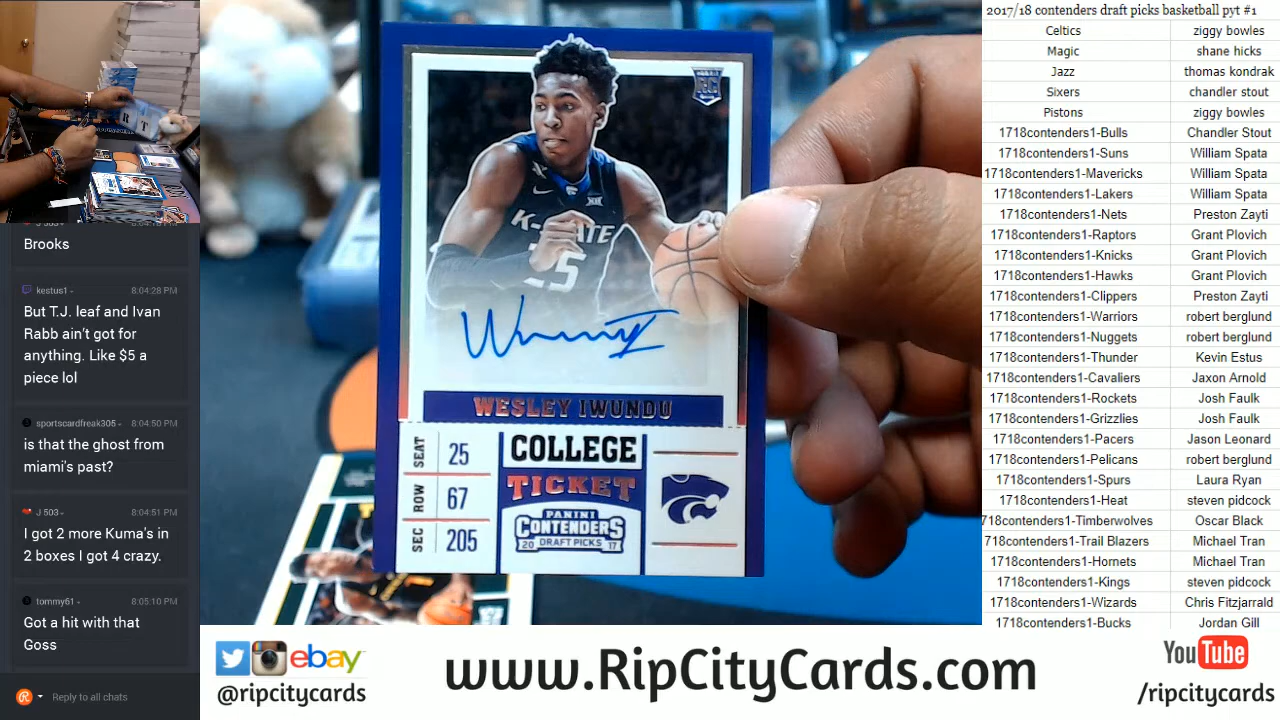 Brooks
kestus1 - 8:04:28 PM
But T.J. leaf and Ivan
Rabb ain't got for
anything. Like $5 a
piece lol
sportscardfreak305 - 8:04:50 PM
is that the ghost from
miami's past?
J 503 - 8:04:51 PM
I got 2 more Kuma's in
2 boxes I got 4 crazy.
tommy61 - 8:05:10 PM
Got a hit with that
Goss
Reply to all chats
K-STATE
25
WESLEY IWUNDU
SEAT 25
ROW 67
SEC 205
COLLEGE
TICKET
PANINI
CONTENDERS
20 DRAFT PICKS 17
2017/18 contenders draft picks basketball pyt #1
Celtics ziggy bowles
Magic shane hicks
Jazz thomas kondrak
Sixers chandler stout
Pistons ziggy bowles
1718contenders1-Bulls Chandler Stout
1718contenders1-Suns William Spata
1718contenders1-Mavericks William Spata
1718contenders1-Lakers William Spata
1718contenders1-Nets Preston Zayti
1718contenders1-Raptors Grant Plovich
1718contenders1-Knicks Grant Plovich
1718contenders1-Hawks Grant Plovich
1718contenders1-Clippers Preston Zayti
1718contenders1-Warriors robert berglund
1718contenders1-Nuggets robert berglund
1718contenders1-Thunder Kevin Estus
1718contenders1-Cavaliers Jaxon Arnold
1718contenders1-Rockets Josh Faulk
1718contenders1-Grizzlies Josh Faulk
1718contenders1-Pacers Jason Leonard
1718contenders1-Pelicans robert berglund
1718contenders1-Spurs Laura Ryan
1718contenders1-Heat steven pidcock
718contenders1-Timberwolves Oscar Black
718contenders1-Trail Blazers Michael Tran
1718contenders1-Hornets Michael Tran
1718contenders1-Kings steven pidcock
1718contenders1-Wizards Chris Fitzjarrald
1718contenders1-Bucks Jordan Gill
ebay
@ripcitycards
www.RipCityCards.com
YouTube
/ripcitycards